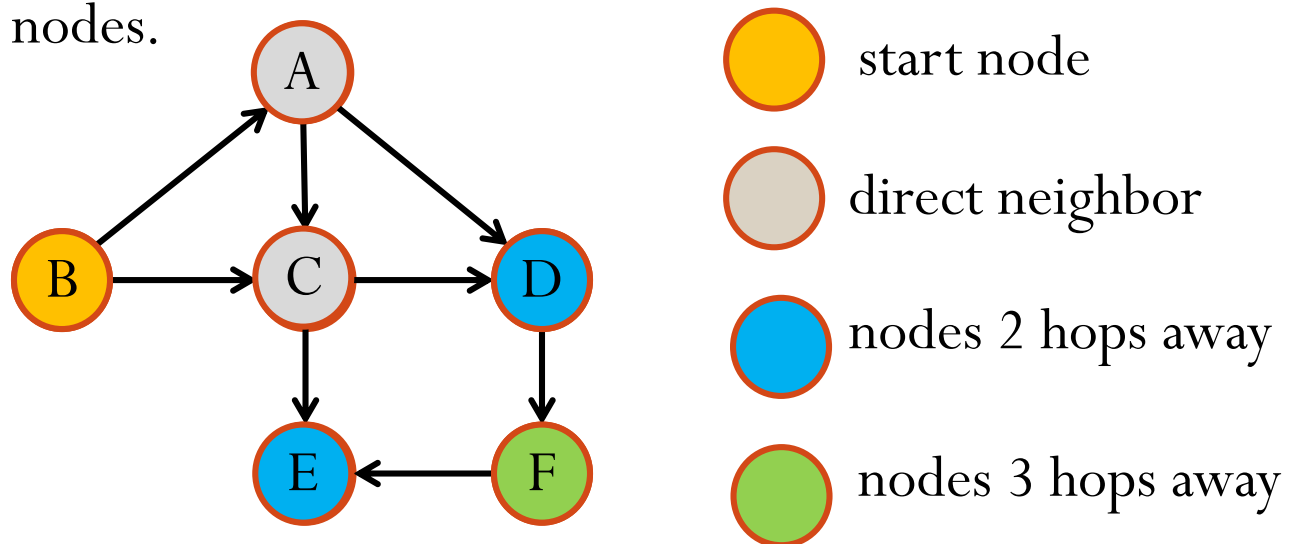 nodes.
A
B
C
D
E
F
start node
direct neighbor
nodes 2 hops away
nodes 3 hops away